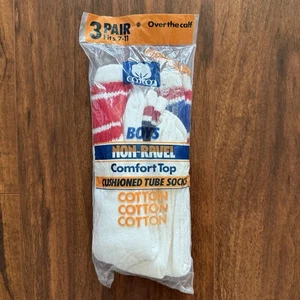 3 PAIR
Fits 7-11
Over the calf
COTTON
BOYS
NON-RAVEL
Comfort Top
CUSHIONED TUBE SOCKS
COTTON
COTTON
COTTON